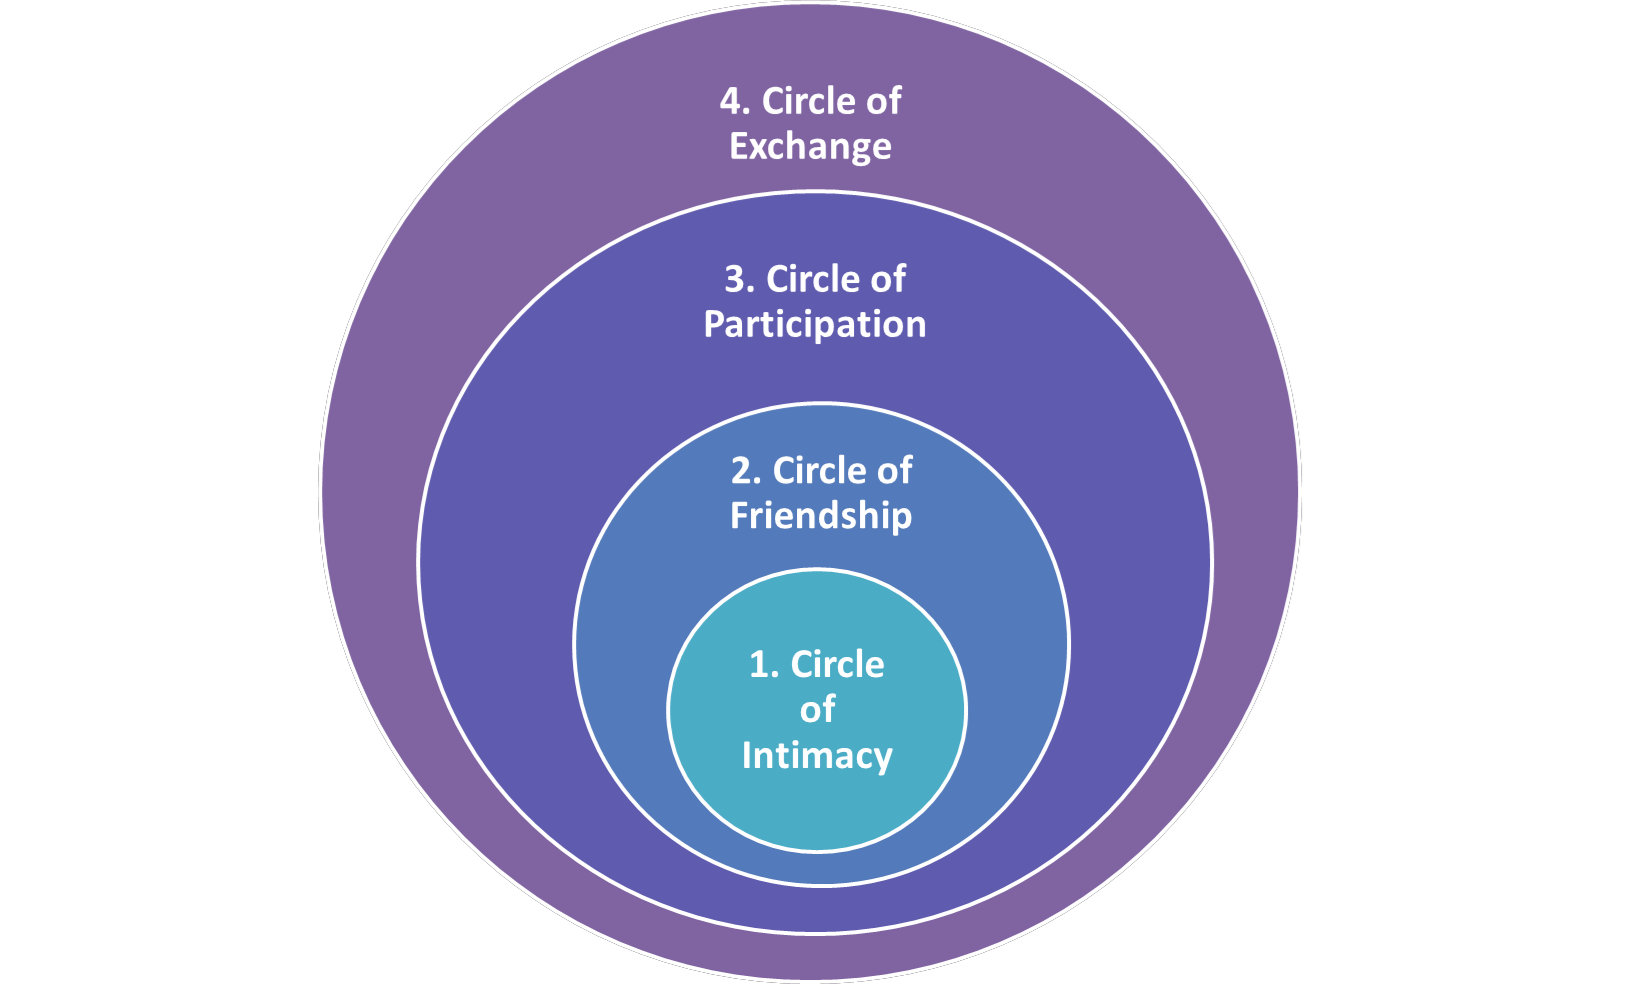 4. Circle of
Exchange
3. Circle of
Participation
2. Circle of
Friendship
1. Circle
of
Intimacy